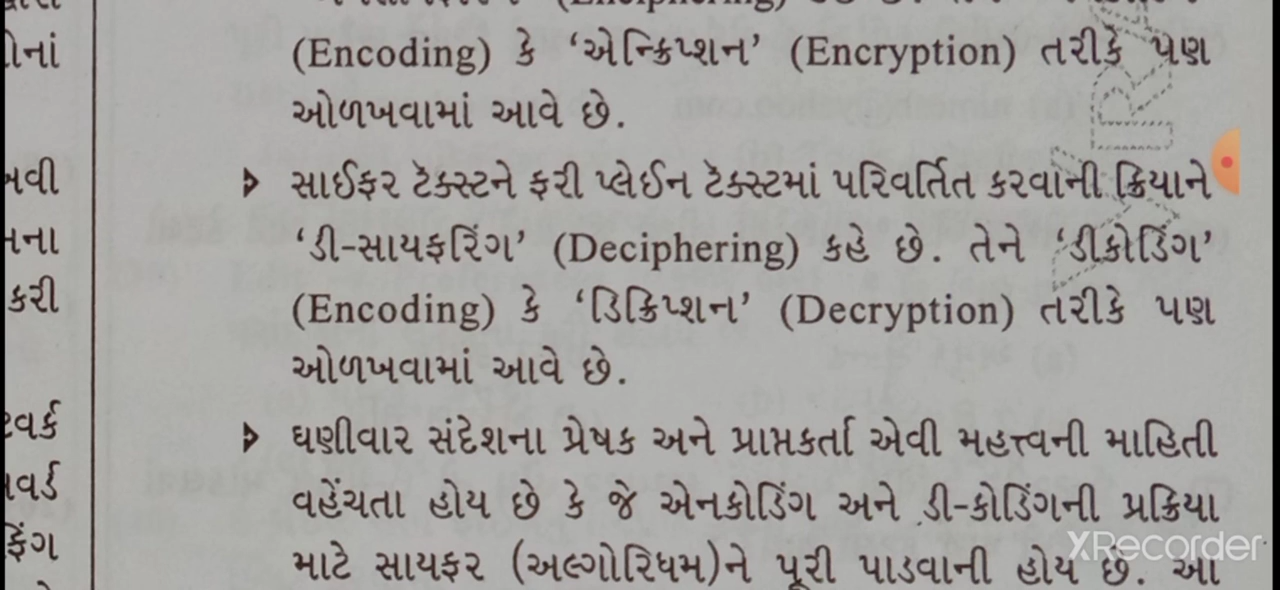 (Enciphering)
(Encoding) કે ‘એન્ક્રિપ્શન’ (Encryption) તરીકે પણ
ઓળખવામાં આવે છે.
સાઈફર ટેક્સ્ટને ફરી પ્લેઈન ટેક્સ્ટમાં પરિવર્તિત કરવાની ક્રિયાને
‘ડી-સાયફરિંગ’ (Deciphering) કહે છે. તેને ‘ડીકોડિંગ’
(Encoding) કે ‘ડિક્રિપ્શન’ (Decryption) તરીકે પણ
ઓળખવામાં આવે છે.
ઘણીવાર સંદેશના પ્રેષક અને પ્રાપ્તકર્તા એવી મહત્ત્વની માહિતી
વહેંચતા હોય છે કે જે એનકોડિંગ અને ડી-કોડિંગની પ્રક્રિયા
માટે સાયફર (અલ્ગોરિધમ)ને પૂરી પાડવાની હોય છે. આ
કરી
XRecorder